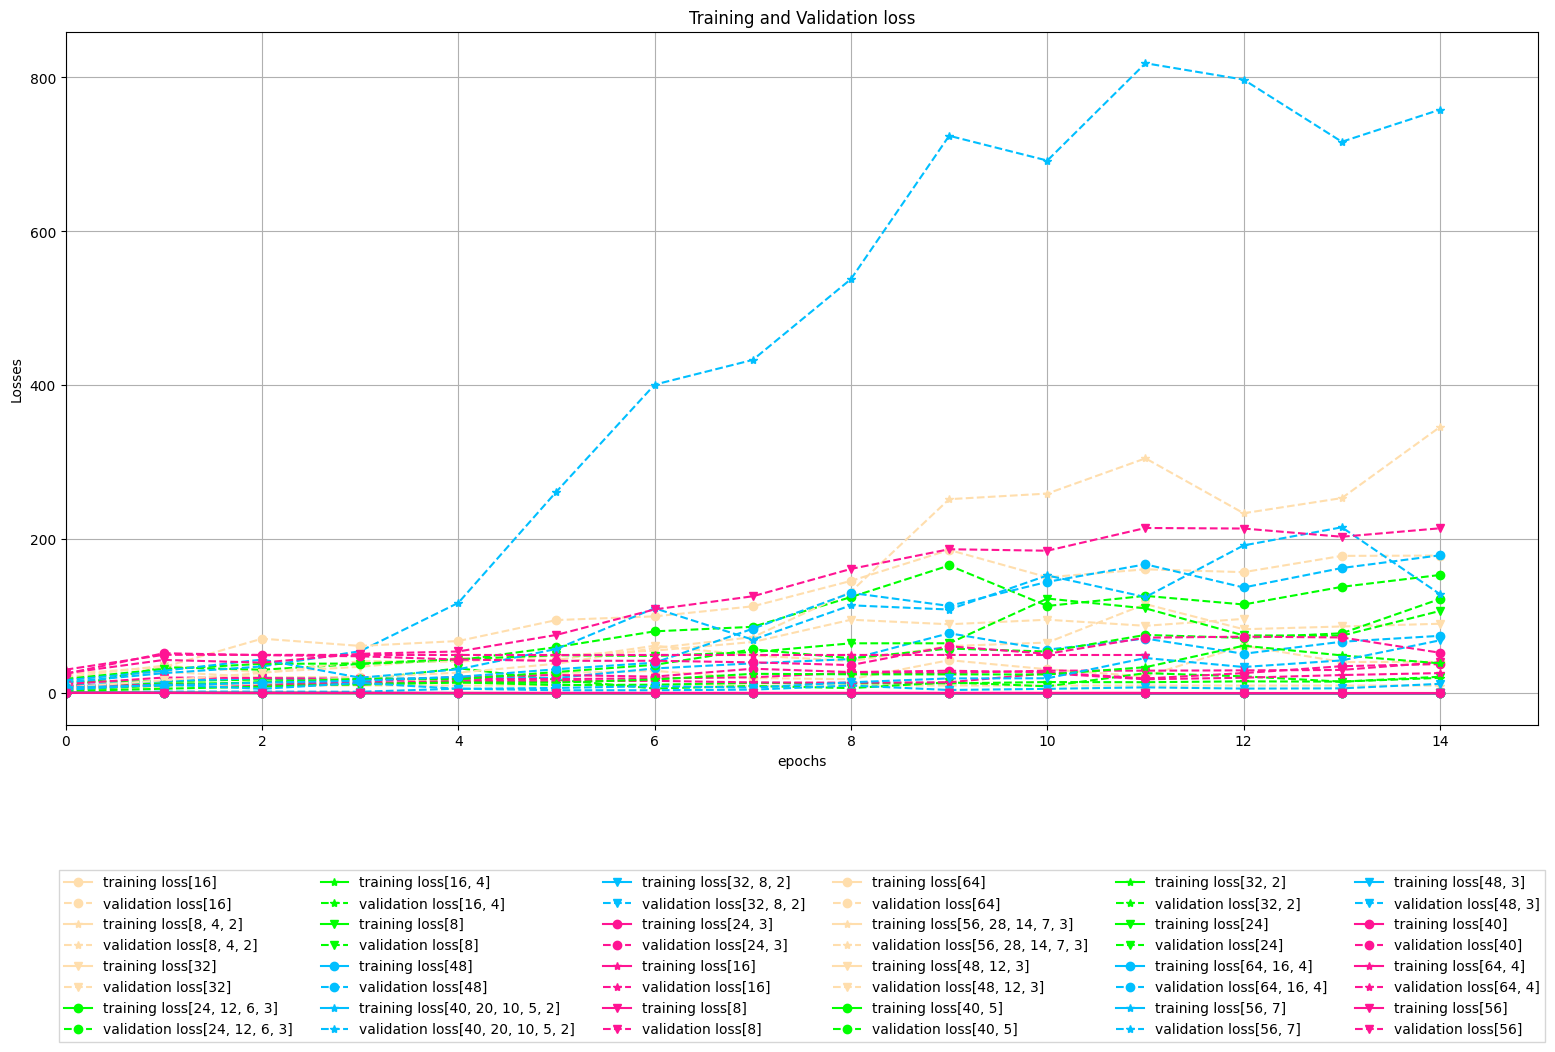 Training and Validation loss
800
600
400
200
0
Losses
0 2 4 6 8 10 12 14
epochs
training loss[16]
validation loss[16]
training loss[8, 4, 2]
validation loss[8, 4, 2]
training loss[32]
validation loss[32]
training loss[24, 12, 6, 3]
validation loss[24, 12, 6, 3]
training loss[16, 4]
validation loss[16, 4]
training loss[8]
validation loss[8]
training loss[48]
validation loss[48]
training loss[40, 20, 10, 5, 2]
validation loss[40, 20, 10, 5, 2]
training loss[32, 8, 2]
validation loss[32, 8, 2]
training loss[24, 3]
validation loss[24, 3]
training loss[16]
validation loss[16]
training loss[8]
validation loss[8]
training loss[64]
validation loss[64]
training loss[56, 28, 14, 7, 3]
validation loss[56, 28, 14, 7, 3]
training loss[48, 12, 3]
validation loss[48, 12, 3]
training loss[40, 5]
validation loss[40, 5]
training loss[32, 2]
validation loss[32, 2]
training loss[24]
validation loss[24]
training loss[64, 16, 4]
validation loss[64, 16, 4]
training loss[56, 7]
validation loss[56, 7]
training loss[48, 3]
validation loss[48, 3]
training loss[40]
validation loss[40]
training loss[64, 4]
validation loss[64, 4]
training loss[56]
validation loss[56]